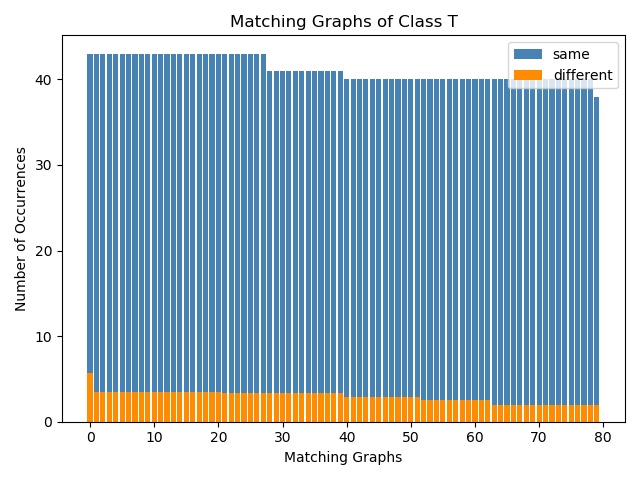 Matching Graphs of Class T
same
different
Number of Occurrences
40
30
20
10
0
0 10 20 30 40 50 60 70 80
Matching Graphs